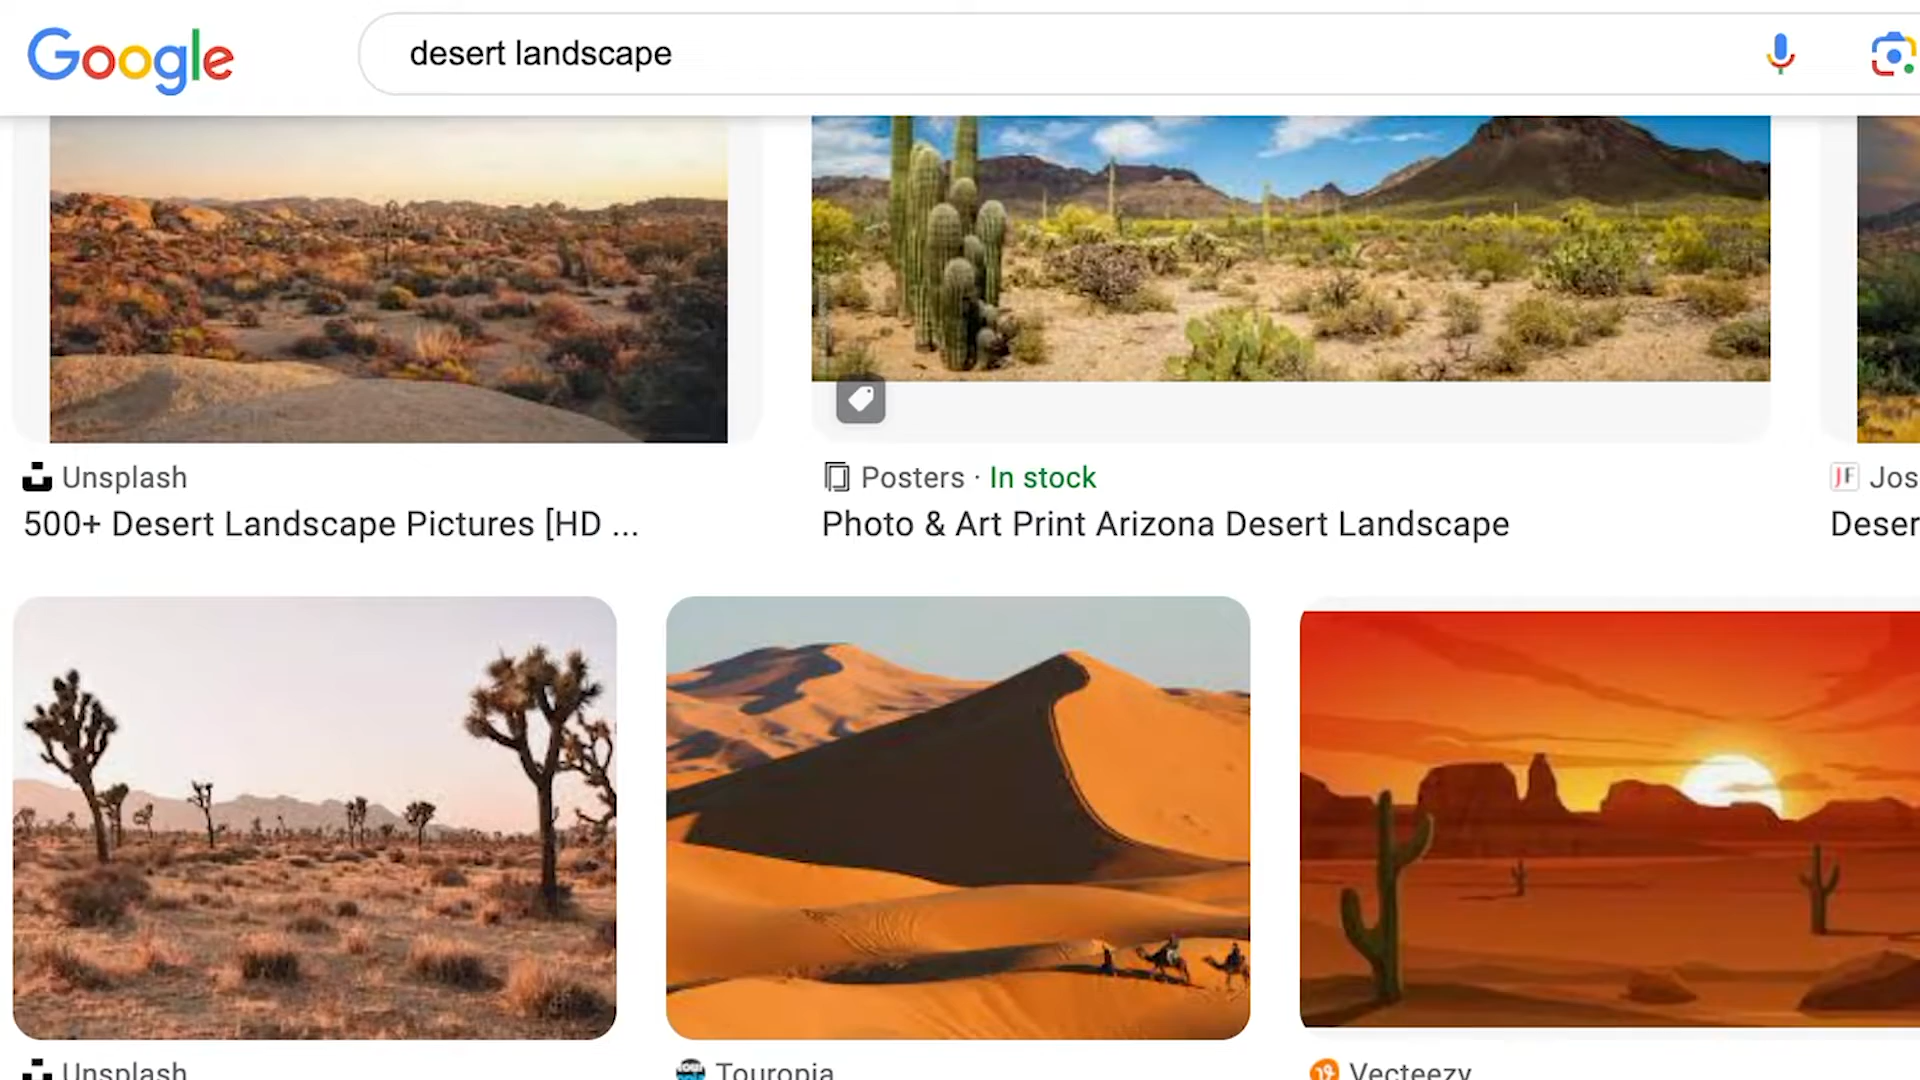 Google
desert landscape
Unsplash
500+ Desert Landscape Pictures [HD ...
Posters · In stock
Photo & Art Print Arizona Desert Landscape
JF Jos
Deser
Unsplash
Touropia
Vecteezy